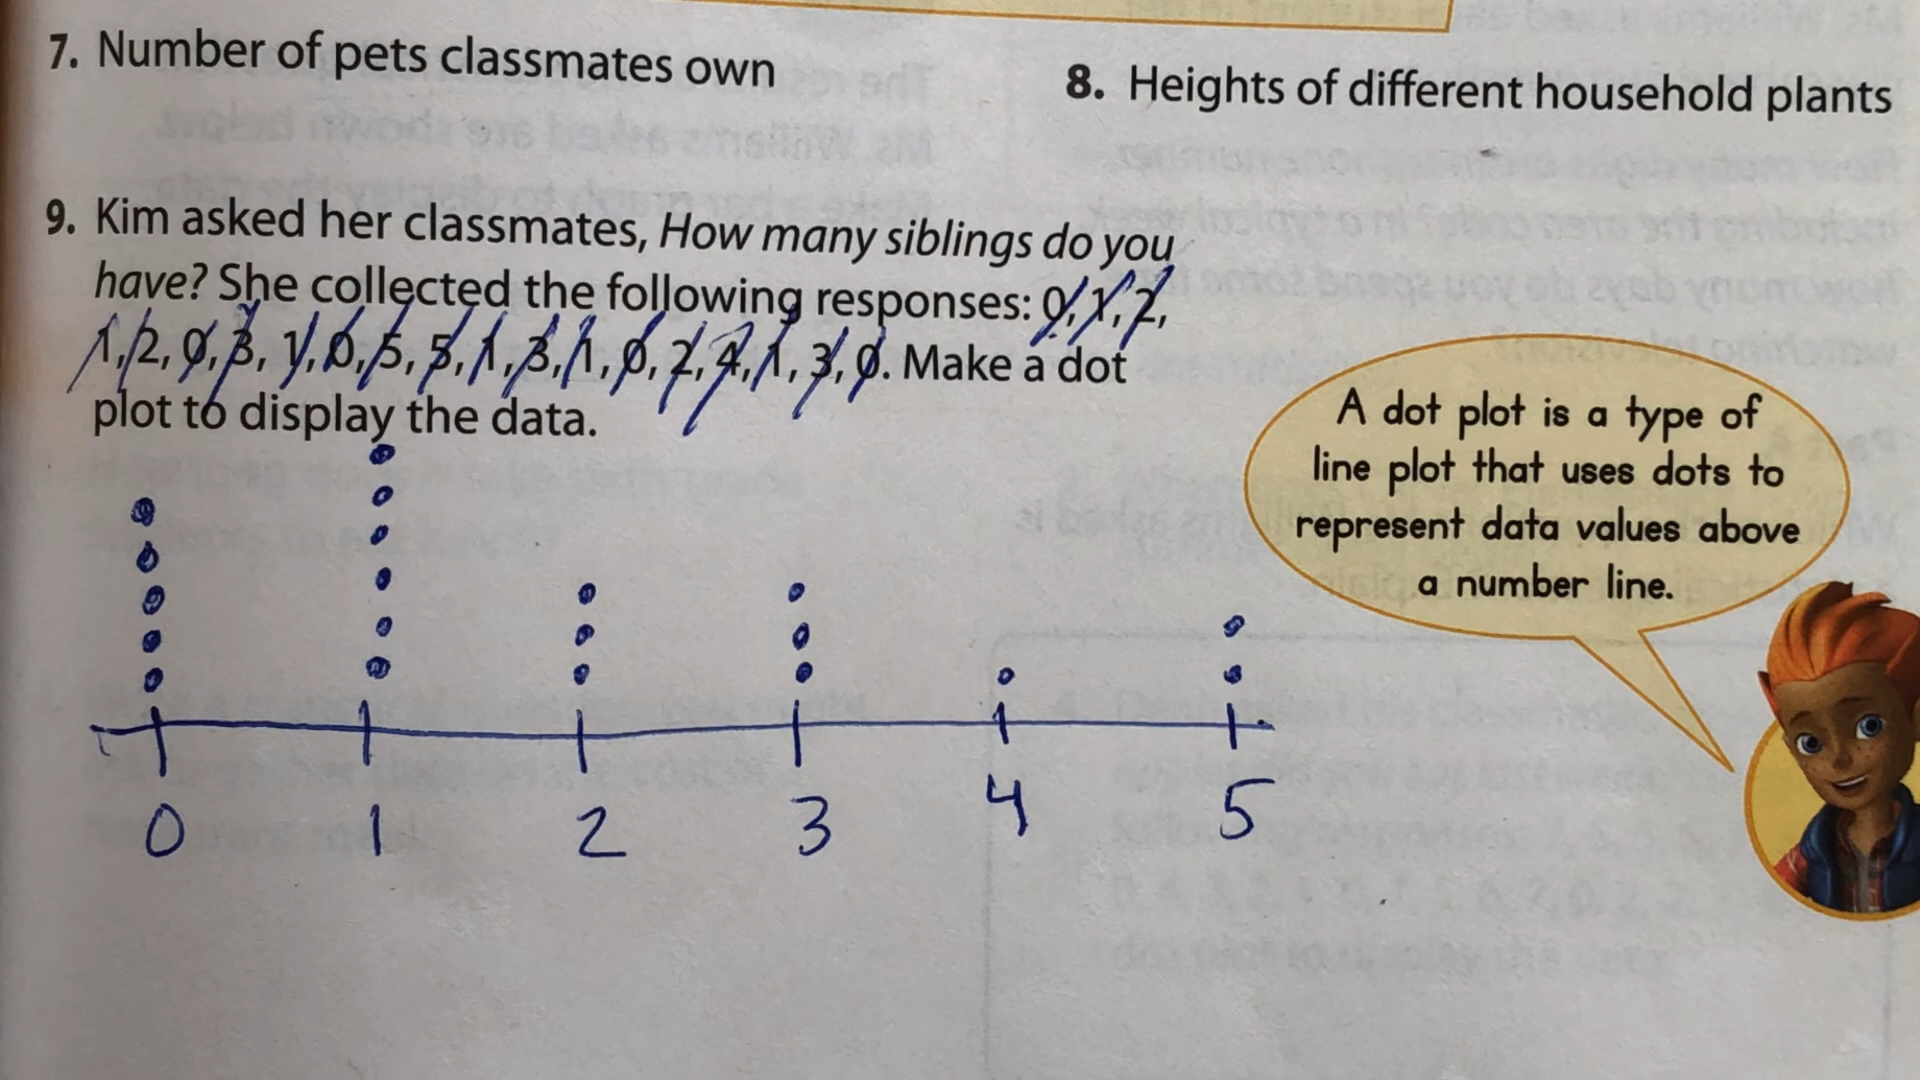 7. Number of pets classmates own
8. Heights of different household plants
9. Kim asked her classmates, How many siblings do you
have? She collected the following responses: 0, 1, 2,
1, 2, 0, 3, 1, 0, 5, 5, 1, 3, 1, 0, 2, 4, 1, 3, 0. Make a dot
plot to display the data.
A dot plot is a type of
line plot that uses dots to
represent data values above
a number line.
0 1 2 3 4 5